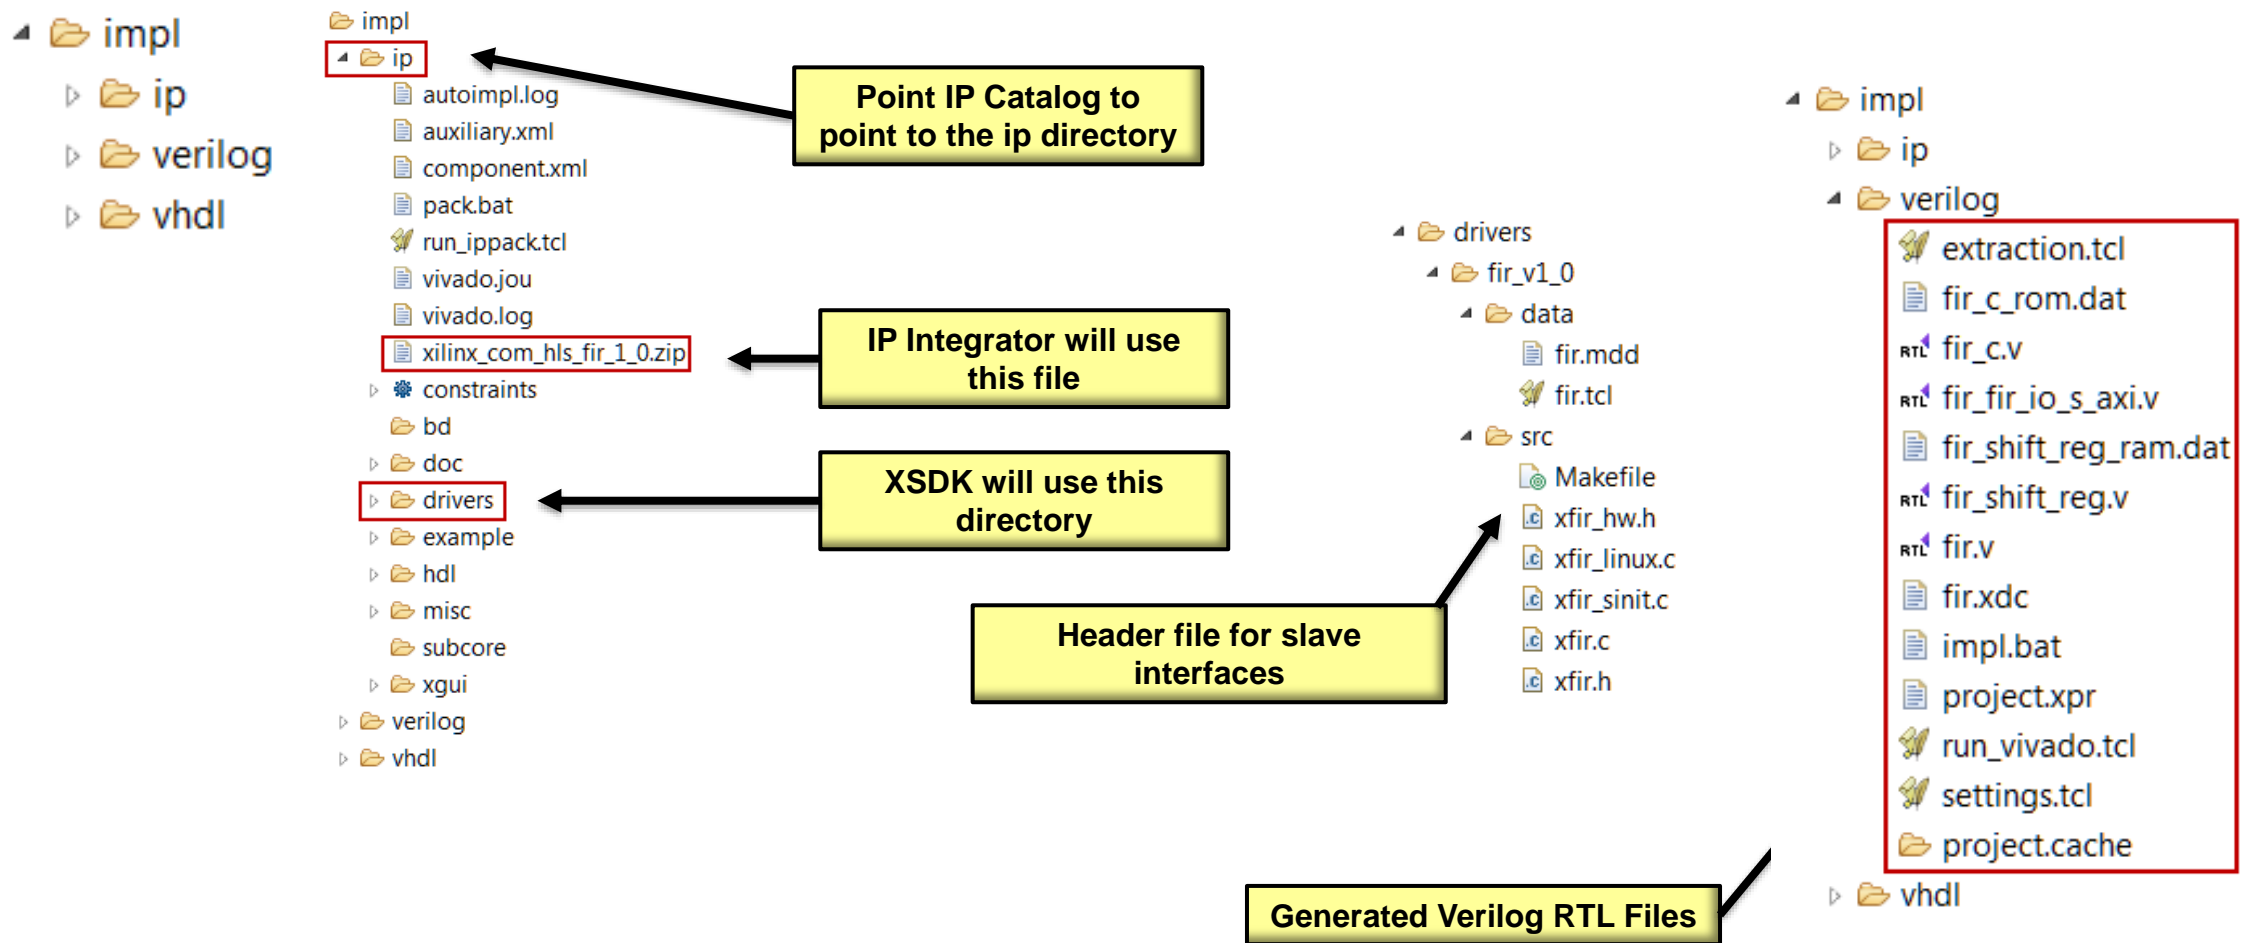 impl
ip
verilog
vhdl
impl
ip
autoimpl.log
auxiliary.xml
component.xml
pack.bat
run_ippack.tcl
vivado.jou
vivado.log
xilinx_com_hls_fir_1_0.zip
constraints
bd
doc
drivers
example
hdl
misc
subcore
xgui
verilog
vhdl
Point IP Catalog to
point to the ip directory
IP Integrator will use
this file
XSDK will use this
directory
Header file for slave
interfaces
drivers
fir_v1_0
data
fir.mdd
fir.tcl
src
Makefile
.c xfir_hw.h
.c xfir_linux.c
.c xfir_sinit.c
.c xfir.c
.c xfir.h
Generated Verilog RTL Files
impl
ip
verilog
extraction.tcl
fir_c_rom.dat
RTL fir_c.v
RTL fir_fir_io_s_axi.v
fir_shift_reg_ram.dat
RTL fir_shift_reg.v
RTL fir.v
fir.xdc
impl.bat
project.xpr
run_vivado.tcl
settings.tcl
project.cache
vhdl